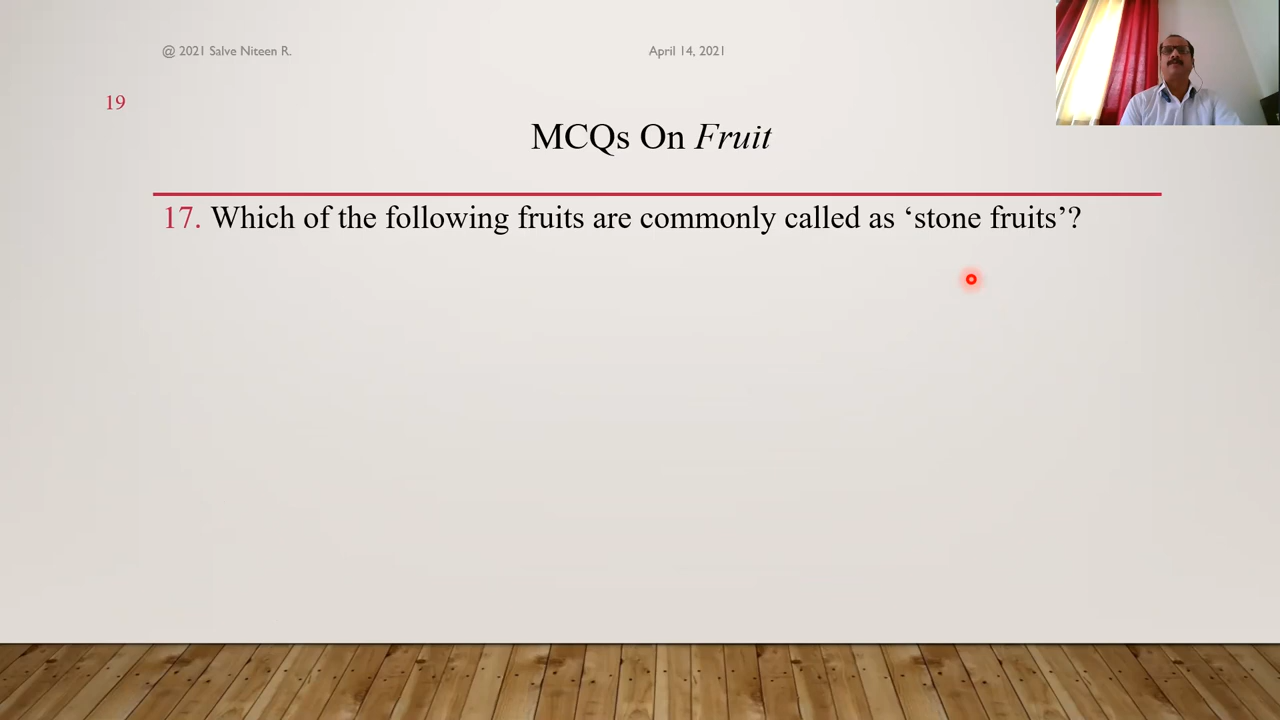 @ 2021 Salve Niteen R.
April 14, 2021
19
MCQs On Fruit
17. Which of the following fruits are commonly called as ‘stone fruits’?